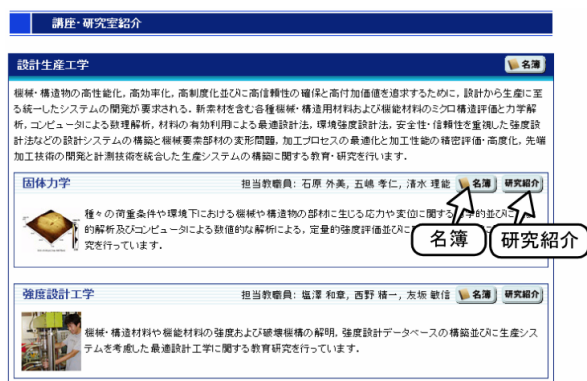 講座・研究室紹介
設計生産工学 名簿
機械・構造物の高性能化、高効率化、高制度化並びに高信頼性の確保と高付加価値を追求するために、設計から生産に至
る統一したシステムの開発が要求される。新素材を含む各種機械・構造用材料および機能材料のミクロ構造評価と力学解
析、コンピュータによる数理解析、材料の有効利用による最適設計法、環境強度設計法、安全性・信頼性を重視した強度設
計法などの設計システムの構築と機械要素部材の変形問題、加工プロセスの最適化と加工性能の精密評価・高度化、先端
加工技術の開発と計測技術を統合した生産システムの構築に関する教育・研究を行います。
固体力学 担当教職員: 石原 外美, 五嶋 孝仁, 清水 理能 名簿 研究紹介
種々の荷重条件や環境下における機械や構造物の部材に生じる応力や変位に関する
的解析及びコンピュータによる数値的な解析による、定量的強度評価並びに
究を行っています。
名簿 研究紹介
強度設計工学 担当教職員: 塩澤 和章, 西野 精一, 友坂 敏信 名簿 研究紹介
機械・構造材料や機能材料の強度および破壊機構の解明、強度設計データベースの構築並びに生産シス
テムを考慮した最適設計工学に関する教育研究を行っています。